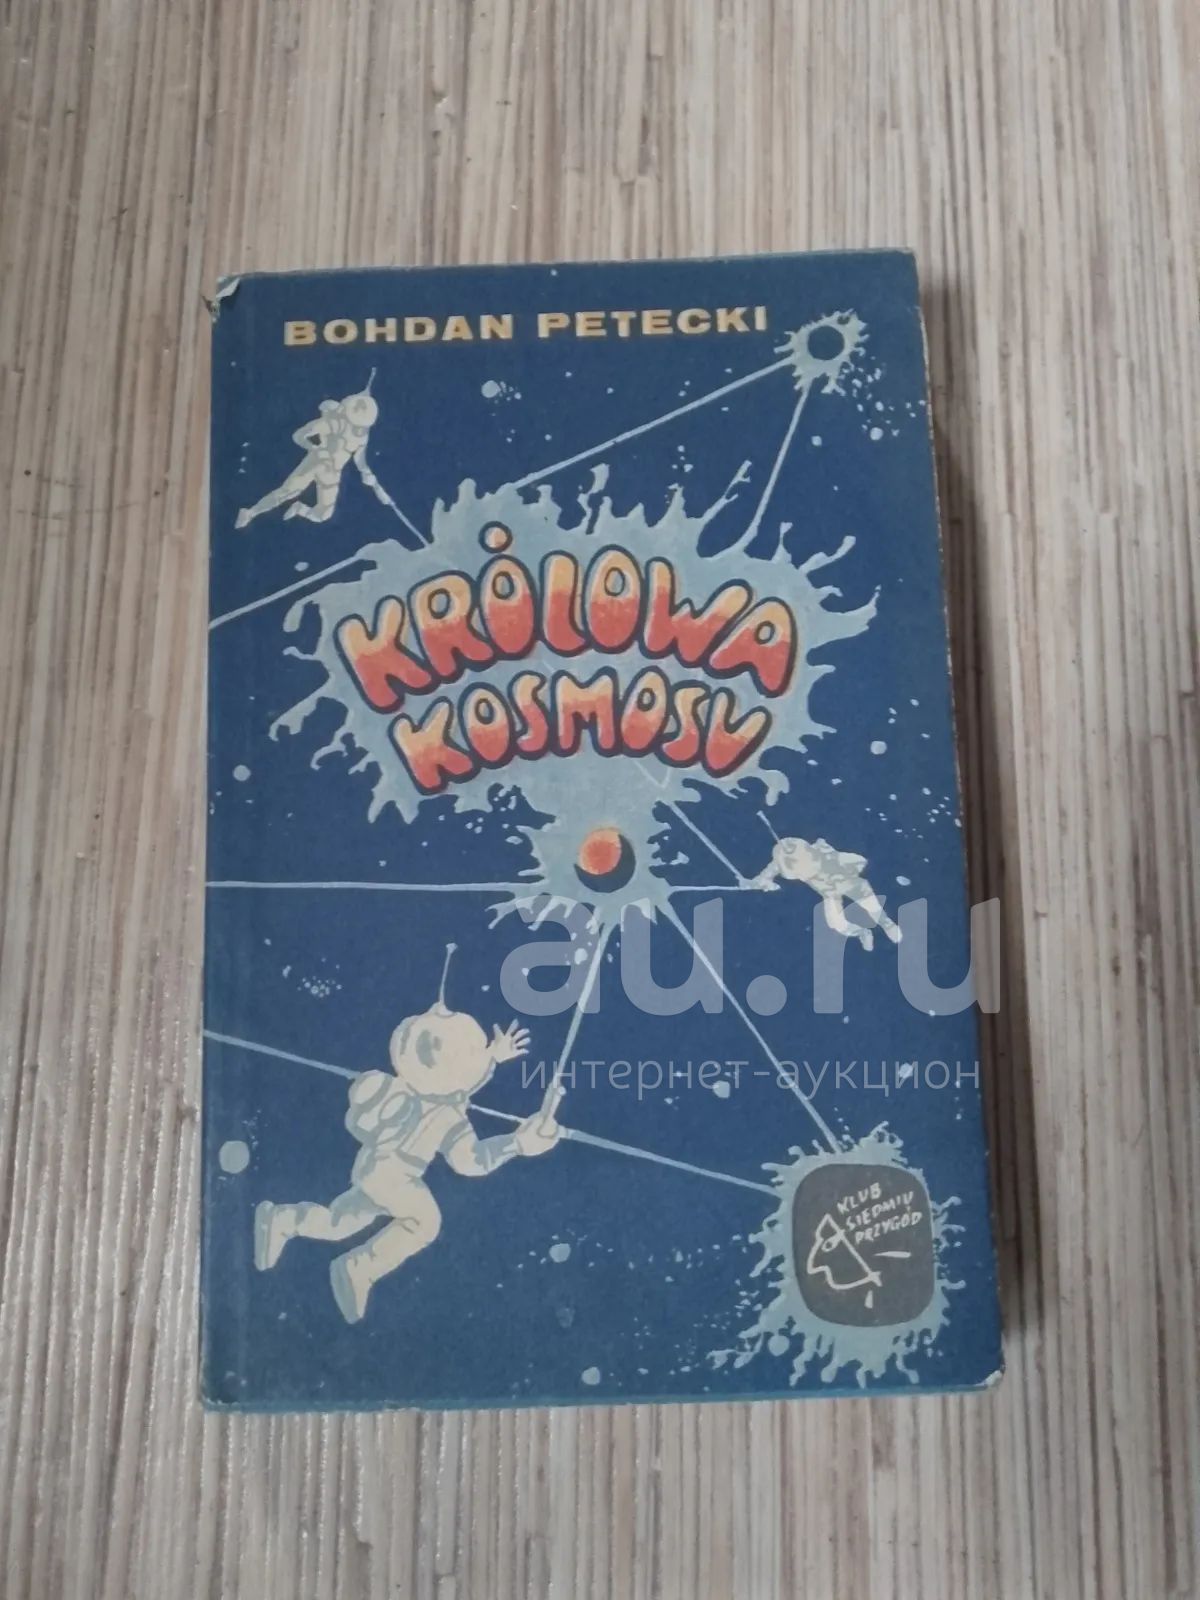 BOHDAN PETECKI
KRÓLOWA
KOSMOSU
au.ru
интернет-аукцион
KLUB
SIEDMIU
PRZYGÓD